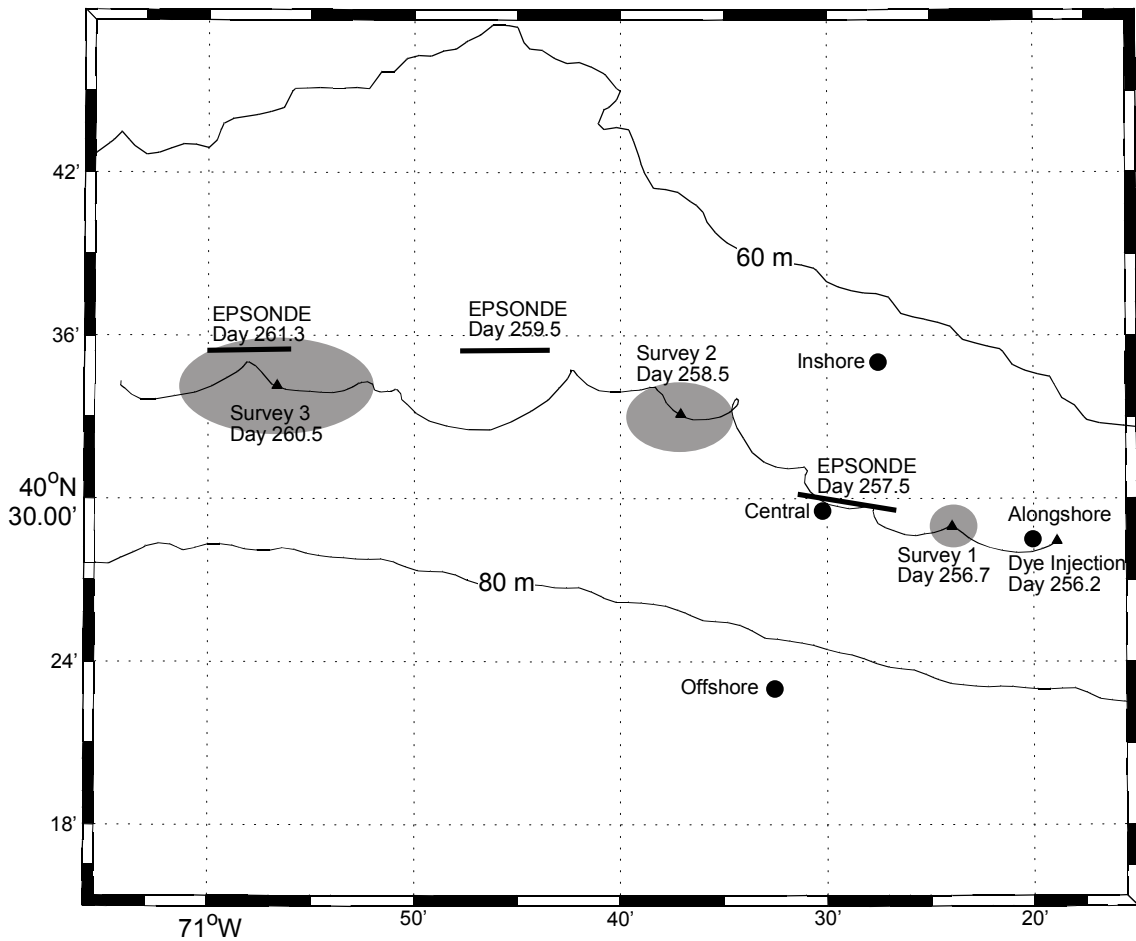 42'
60 m
EPSONDE
Day 261.3
EPSONDE
Day 259.5
36'
Survey 2
Day 258.5
Inshore
Survey 3
Day 260.5
EPSONDE
Day 257.5
40°N
30.00'
Central
Alongshore
Survey 1
Day 256.7
Dye Injection
Day 256.2
80 m
24'
Offshore
18'
71°W
50'
40'
30'
20'